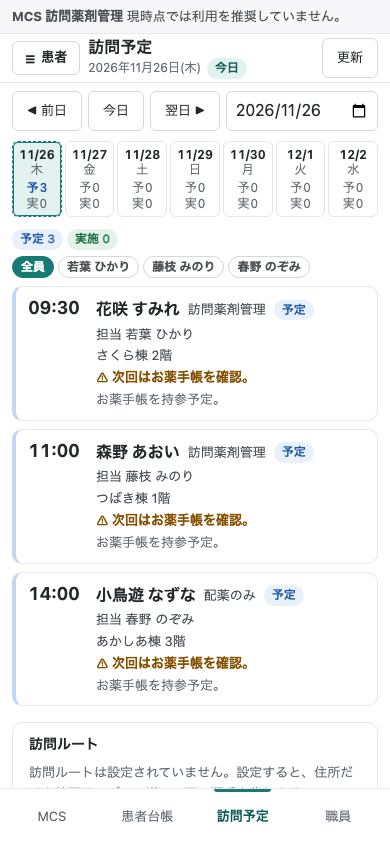 MCS 訪問薬剤管理 現時点では利用を推奨していません。
≡ 患者
訪問予定
2026年11月26日(木) 今日
更新
◀ 前日 今日 翌日 ▶ 2026/11/26
11/26 11/27 11/28 11/29 11/30 12/1 12/2
木 金 土 日 月 火 水
予3 予0 予0 予0 予0 予0 予0
実0 実0 実0 実0 実0 実0 実0
予定 3 実施 0
全員 若葉 ひかり 藤枝 みのり 春野 のぞみ
09:30 花咲 すみれ 訪問薬剤管理 予定
担当 若葉 ひかり
さくら棟 2階
⚠ 次回はお薬手帳を確認。
お薬手帳を持参予定。
11:00 森野 あおい 訪問薬剤管理 予定
担当 藤枝 みのり
つばき棟 1階
⚠ 次回はお薬手帳を確認。
お薬手帳を持参予定。
14:00 小鳥遊 なずな 配薬のみ 予定
担当 春野 のぞみ
あかしあ棟 3階
⚠ 次回はお薬手帳を確認。
お薬手帳を持参予定。
訪問ルート
訪問ルートは設定されていません。設定すると、住所だ
MCS 患者台帳 訪問予定 職員